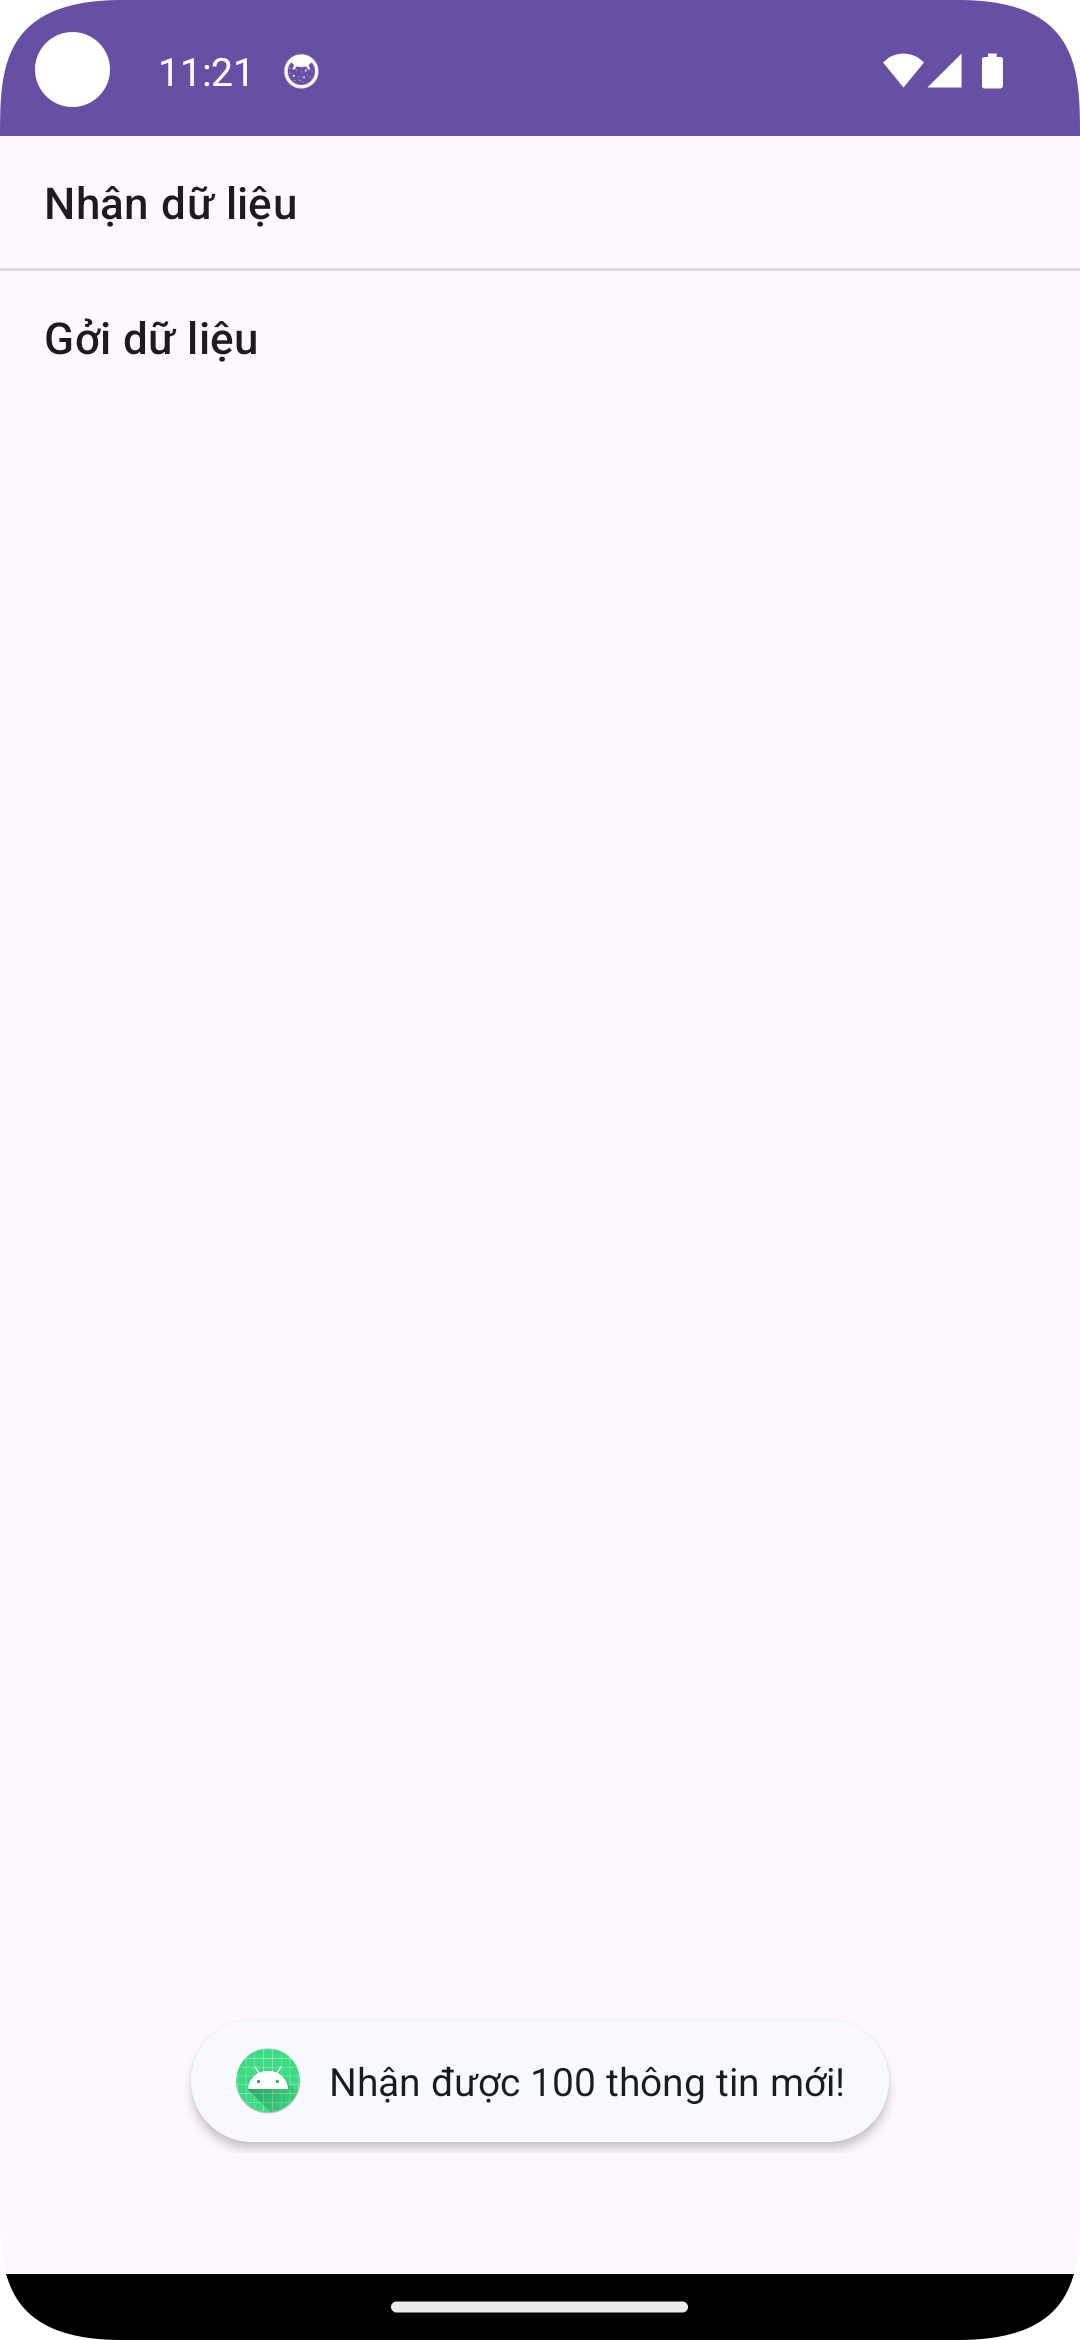 11:21
Nhận dữ liệu
Gởi dữ liệu
Nhận được 100 thông tin mới!